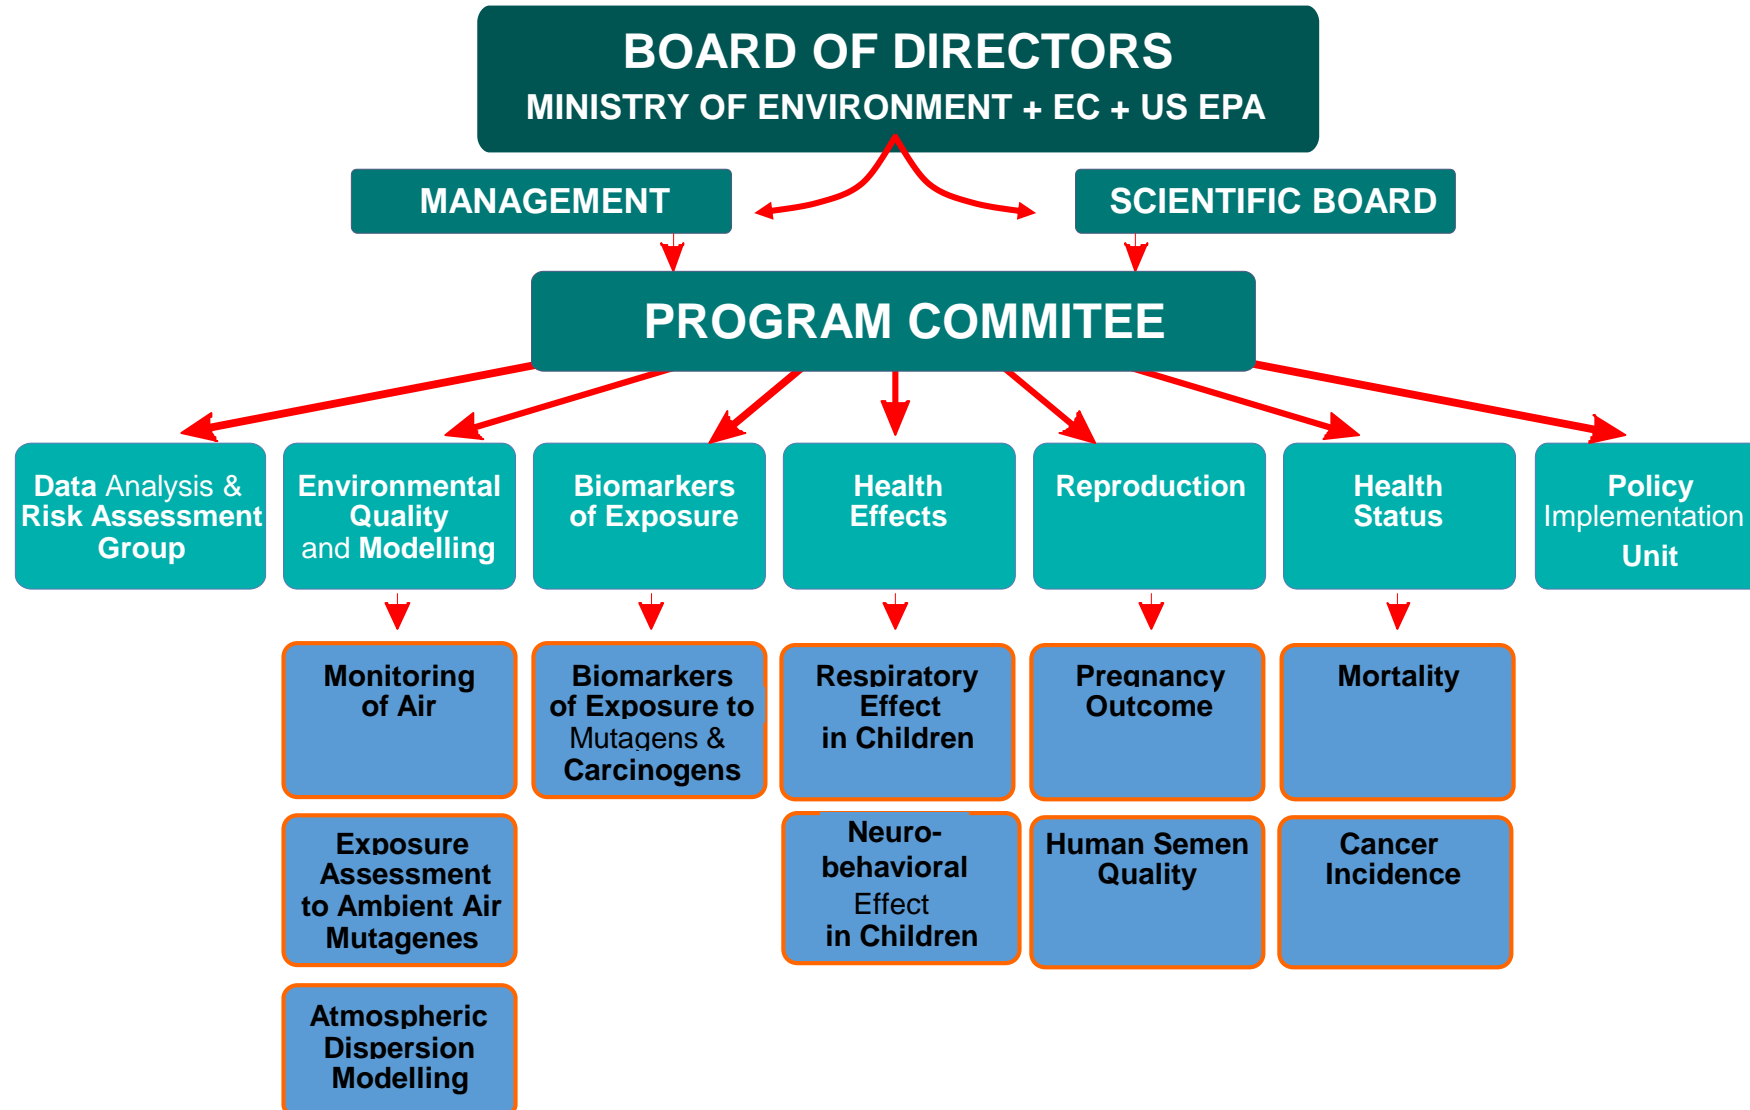 BOARD OF DIRECTORS
MINISTRY OF ENVIRONMENT + EC + US EPA
MANAGEMENT
SCIENTIFIC BOARD
PROGRAM COMMITEE
Data Analysis &
Risk Assessment
Group
Environmental
Quality
and Modelling
Biomarkers
of Exposure
Health
Effects
Reproduction
Health
Status
Policy
Implementation
Unit
Monitoring
of Air
Biomarkers
of Exposure to
Mutagens &
Carcinogens
Respiratory
Effect
in Children
Pregnancy
Outcome
Mortality
Exposure
Assessment
to Ambient Air
Mutagenes
Neuro-
behavioral
Effect
in Children
Human Semen
Quality
Cancer
Incidence
Atmospheric
Dispersion
Modelling